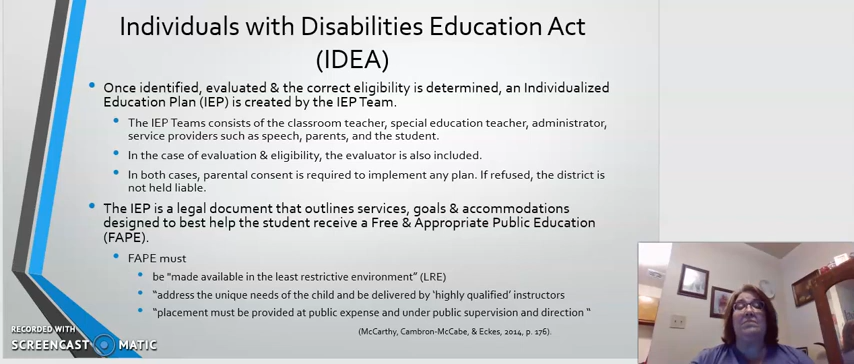 Individuals with Disabilities Education Act
(IDEA)
Once identified, evaluated & the correct eligibility is determined, an Individualized
Education Plan (IEP) is created by the IEP Team.
The IEP Teams consists of the classroom teacher, special education teacher, administrator,
service providers such as speech, parents, and the student.
In the case of evaluation & eligibility, the evaluator is also included.
In both cases, parental consent is required to implement any plan. If refused, the district is
not held liable.
The IEP is a legal document that outlines services, goals & accommodations
designed to best help the student receive a Free & Appropriate Public Education
(FAPE).
FAPE must
be "made available in the least restrictive environment" (LRE)
"address the unique needs of the child and be delivered by 'highly qualified' instructors
"placement must be provided at public expense and under public supervision and direction "
(McCarthy, Cambron-McCabe, & Eckes, 2014, p. 176).
RECORDED WITH
SCREENCAST MATIC